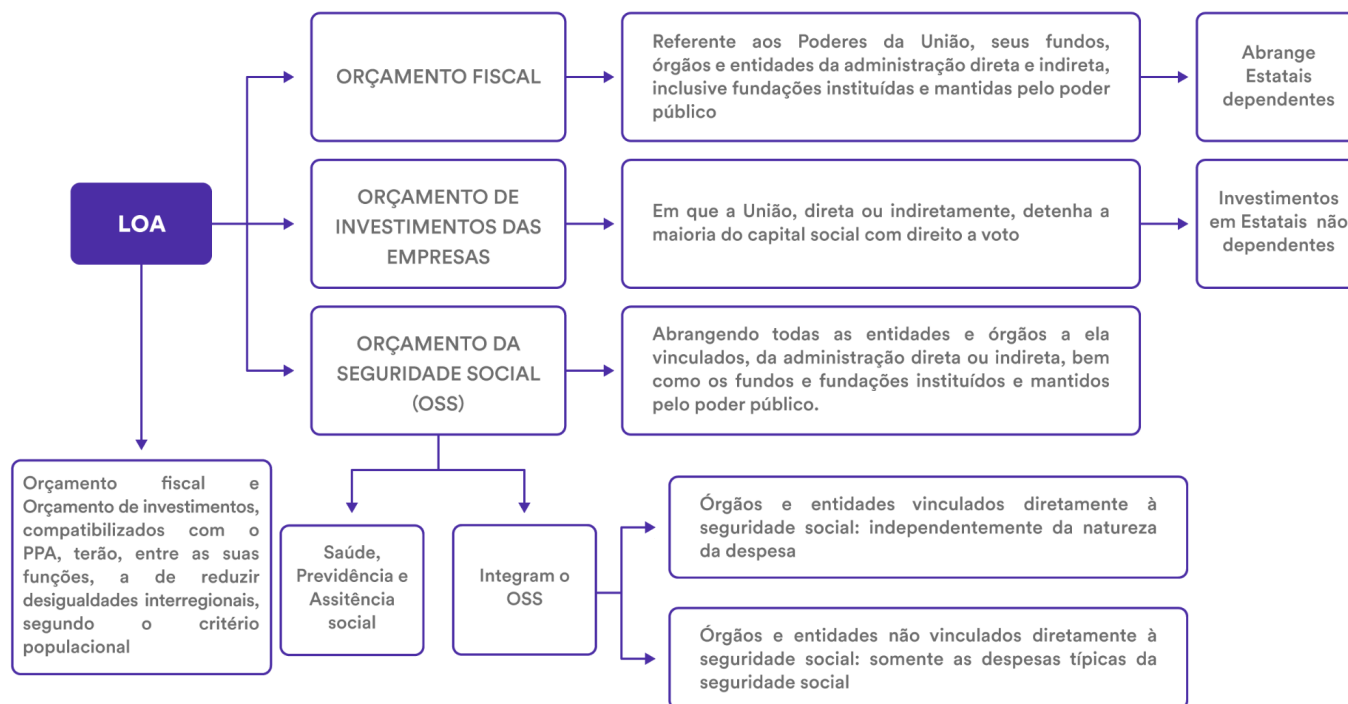 LOA
ORÇAMENTO FISCAL
Referente aos Poderes da União, seus fundos,
órgãos e entidades da administração direta e indireta,
inclusive fundações instituídas e mantidas pelo poder
público
Abrange
Estatais
dependentes
ORÇAMENTO DE
INVESTIMENTOS DAS
EMPRESAS
Em que a União, direta ou indiretamente, detenha a
maioria do capital social com direito a voto
Investimentos
em Estatais não
dependentes
ORÇAMENTO DA
SEGURIDADE SOCIAL
(OSS)
Abrangendo todas as entidades e órgãos a ela
vinculados, da administração direta ou indireta, bem
como os fundos e fundações instituídos e mantidos
pelo poder público.
Orçamento fiscal e
Orçamento de investimentos,
compatibilizados com o
PPA, terão, entre as suas
funções, a de reduzir
desigualdades interregionais,
segundo o critério
populacional
Saúde,
Previdência e
Assitência
social
Integram o
OSS
Órgãos e entidades vinculados diretamente à
seguridade social: independentemente da natureza
da despesa
Órgãos e entidades não vinculados diretamente à
seguridade social: somente as despesas típicas da
seguridade social